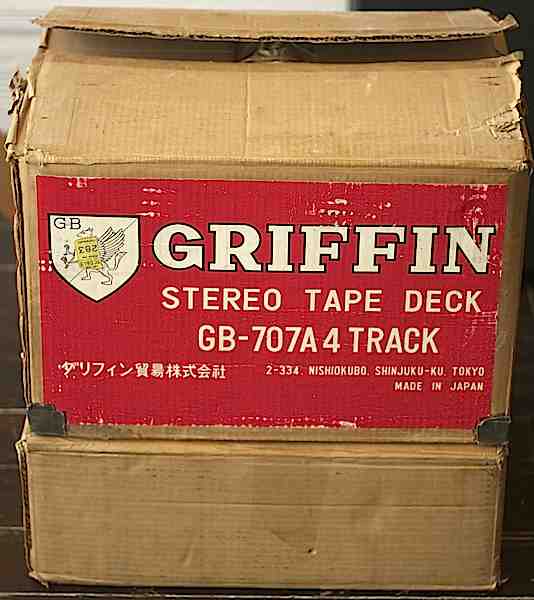 GB
GRIFFIN
STEREO TAPE DECK
GB-707A 4 TRACK
グリフィン貿易株式会社 2-334, NISHIOKUBO, SHINJUKU-KU, TOKYO
MADE IN JAPAN